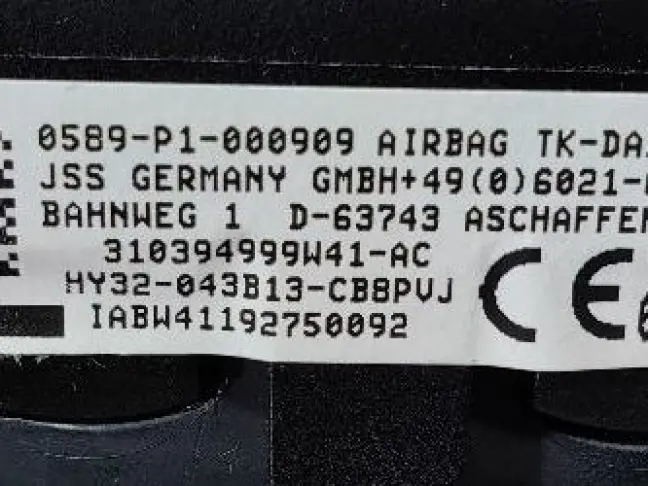 0589-P1-000909 AIRBAG TK-DA
JSS GERMANY GMBH+49(0)6021-
BAHNWEG 1 D-63743 ASCHAFFEN
310394999W41-AC
HY32-043B13-CB8PVJ
IABW41192750092
CE